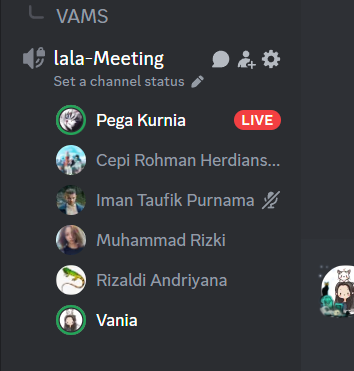 VAMS
lala-Meeting
Set a channel status
Pega Kurnia LIVE
Cepi Rohman Herdians...
Iman Taufik Purnama
Muhammad Rizki
Rizaldi Andriyana
Vania